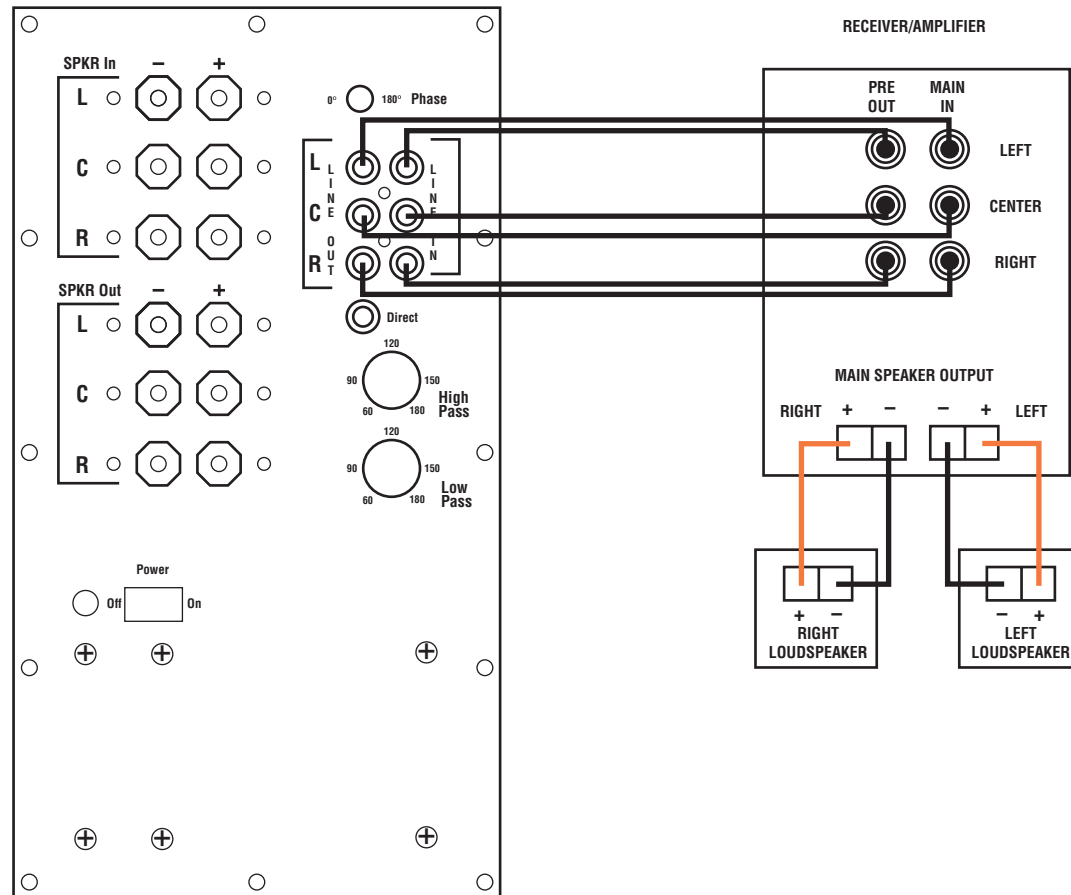 RECEIVER/AMPLIFIER
SPKR In
− +
L
C
R
0° 180° Phase
L
C
R
LINE OUT
LINE IN
Direct
SPKR Out
− +
L
C
R
120
90 150
60 180
High
Pass
120
90 150
60 180
Low
Pass
Power
Off On
PRE
OUT
MAIN
IN
LEFT
CENTER
RIGHT
MAIN SPEAKER OUTPUT
RIGHT + − − + LEFT
+ −
RIGHT
LOUDSPEAKER
− +
LEFT
LOUDSPEAKER